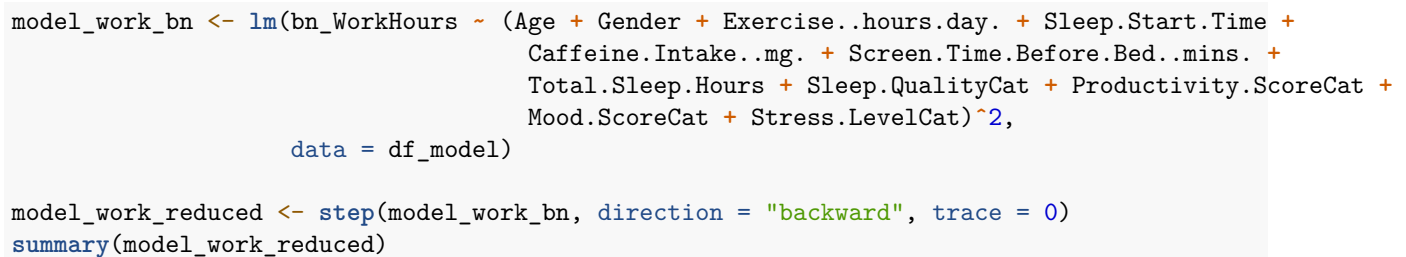 model_work_bn <- lm(bn_WorkHours ~ (Age + Gender + Exercise..hours.day. + Sleep.Start.Time +
Caffeine.Intake..mg. + Screen.Time.Before.Bed..mins. +
Total.Sleep.Hours + Sleep.QualityCat + Productivity.ScoreCat +
Mood.ScoreCat + Stress.LevelCat)^2,
data = df_model)
model_work_reduced <- step(model_work_bn, direction = "backward", trace = 0)
summary(model_work_reduced)